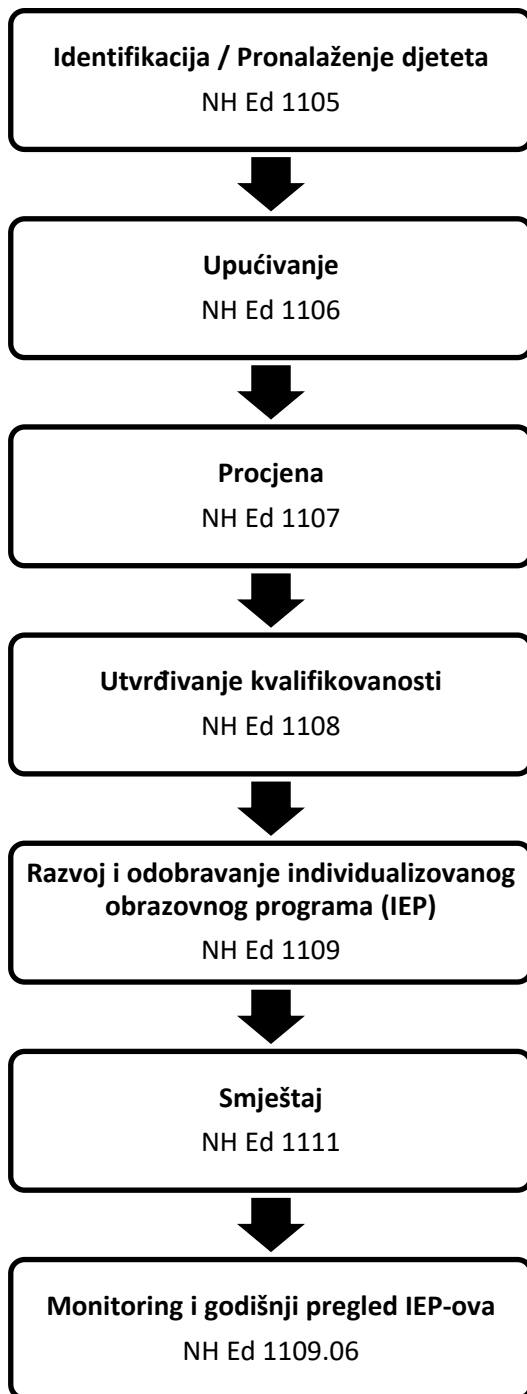 Identifikacija / Pronalaženje djeteta
NH Ed 1105
Upućivanje
NH Ed 1106
Procjena
NH Ed 1107
Utvrđivanje kvalifikovanosti
NH Ed 1108
Razvoj i odobravanje individualizovanog
obrazovnog programa (IEP)
NH Ed 1109
Smještaj
NH Ed 1111
Monitoring i godišnji pregled IEP-ova
NH Ed 1109.06